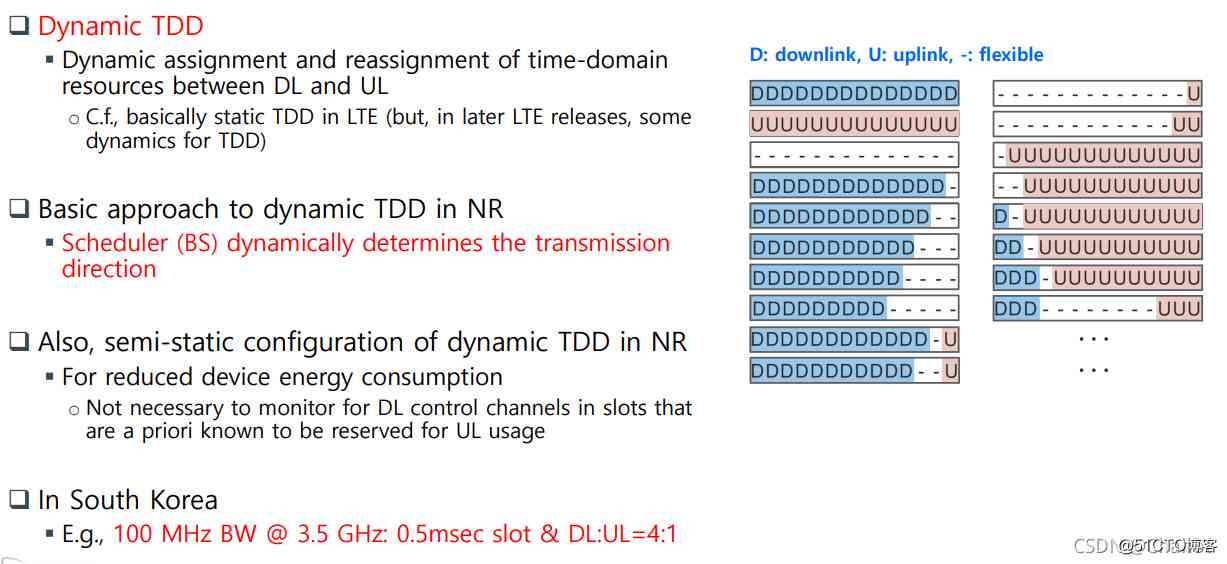 Dynamic TDD
Dynamic assignment and reassignment of time-domain
resources between DL and UL
C.f., basically static TDD in LTE (but, in later LTE releases, some
dynamics for TDD)
Basic approach to dynamic TDD in NR
Scheduler (BS) dynamically determines the transmission
direction
Also, semi-static configuration of dynamic TDD in NR
For reduced device energy consumption
Not necessary to monitor for DL control channels in slots that
are a priori known to be reserved for UL usage
In South Korea
E.g., 100 MHz BW @ 3.5 GHz: 0.5msec slot & DL:UL=4:1
D: downlink, U: uplink, -: flexible
DDDDDDDDDDDDDD
UUUUUUUUUUUUUU
- - - - - - - - - - - - - -
DDDDDDDDDDDDD-
DDDDDDDDDDDD- -
DDDDDDDDDDD- - -
DDDDDDDDDD- - - -
DDDDDDDDD- - - - -
DDDDDDDDDDDD-U
DDDDDDDDDDD- -U
- - - - - - - - - - - - -U
- - - - - - - - - - - -UU
-UUUUUUUUUUUUU
- -UUUUUUUUUUUU
D-UUUUUUUUUUUU
DD-UUUUUUUUUUU
DDD-UUUUUUUUUU
DDD- - - - - - - -UUU
...
...
CSDN @51CTO博客